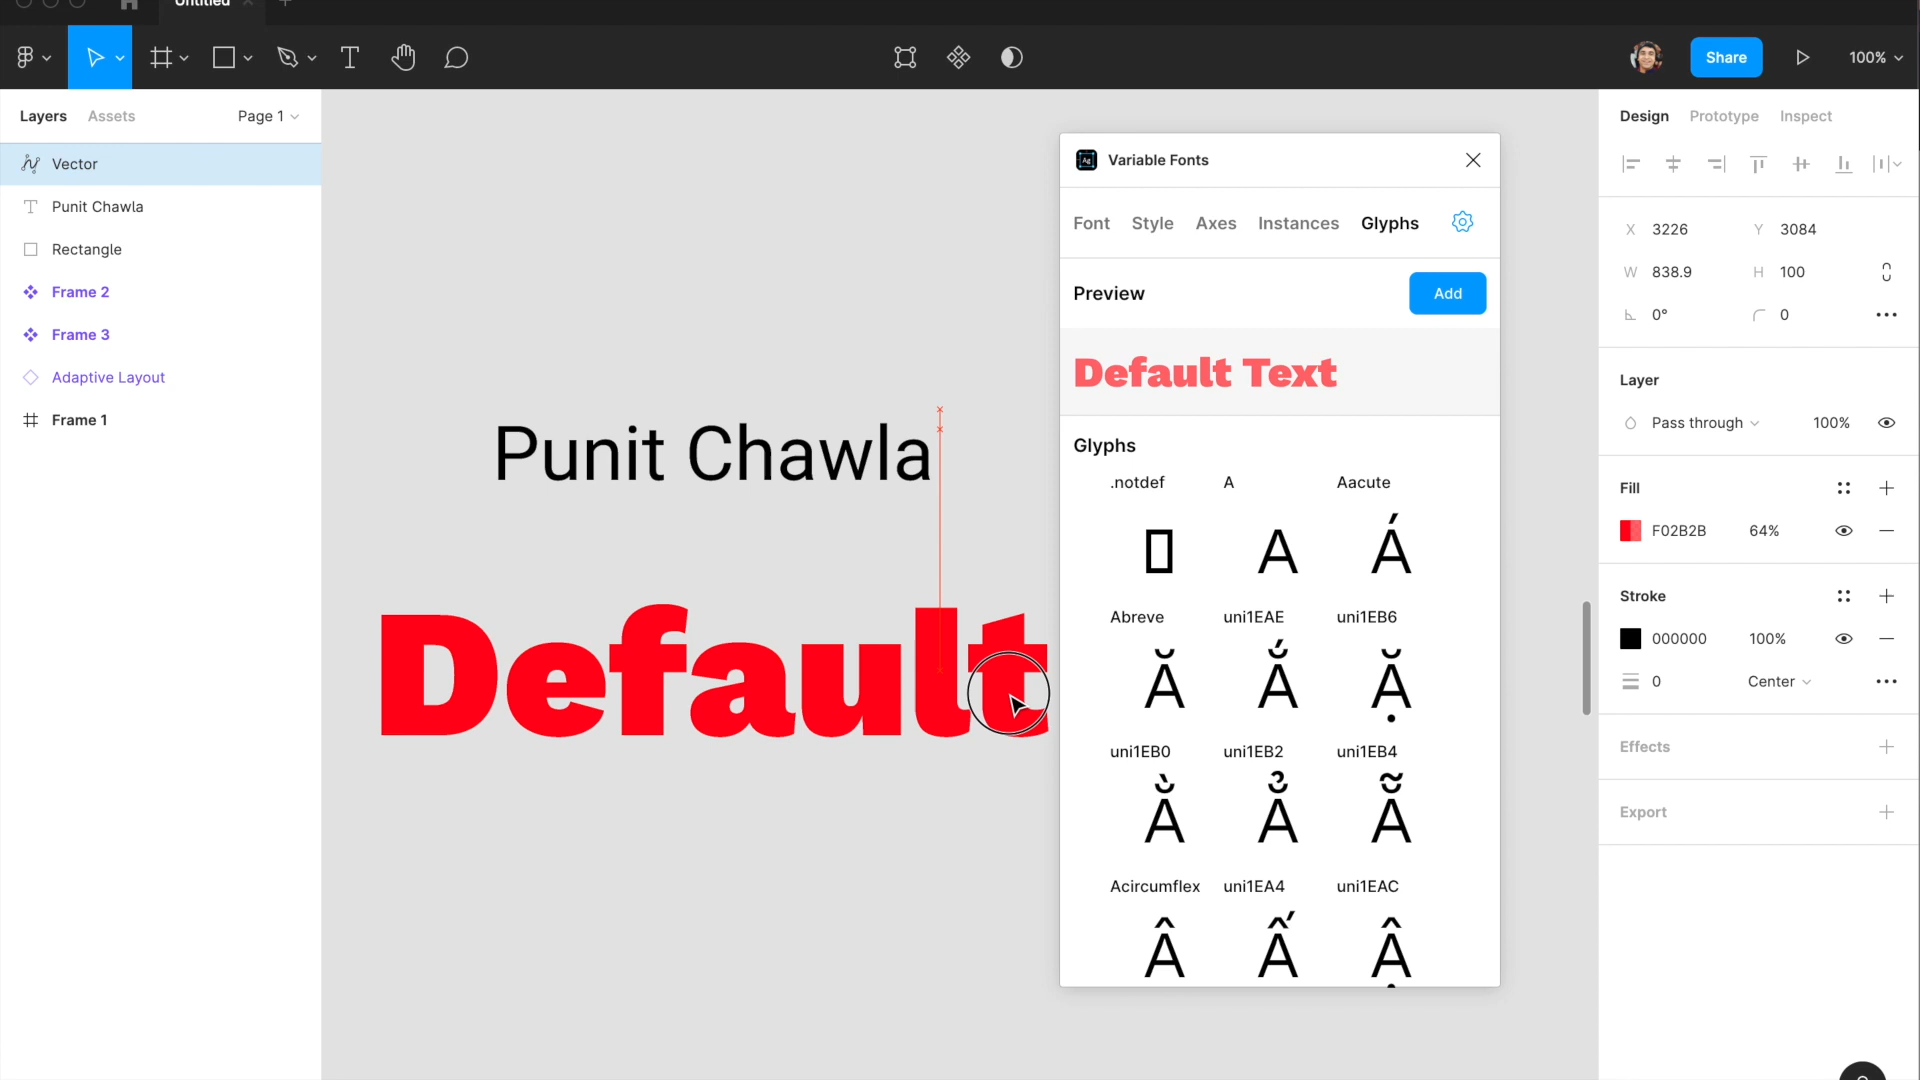 Untitled
Share
100%
Layers
Assets
Page 1
Vector
Punit Chawla
Rectangle
Frame 2
Frame 3
Adaptive Layout
Frame 1
Punit Chawla
Default
Variable Fonts
Font
Style
Axes
Instances
Glyphs
Preview
Add
Default Text
Glyphs
.notdef
A
Aacute
A
Á
Abreve
uni1EAE
uni1EB6
Ă
Ắ
Ặ
uni1EB0
uni1EB2
uni1EB4
Ằ
Ẳ
Ẵ
Acircumflex
uni1EA4
uni1EAC
Â
Ấ
Ậ
Design
Prototype
Inspect
X 3226
Y 3084
W 838.9
H 100
0°
0
Layer
Pass through
100%
Fill
F02B2B
64%
Stroke
000000
100%
0
Center
Effects
Export